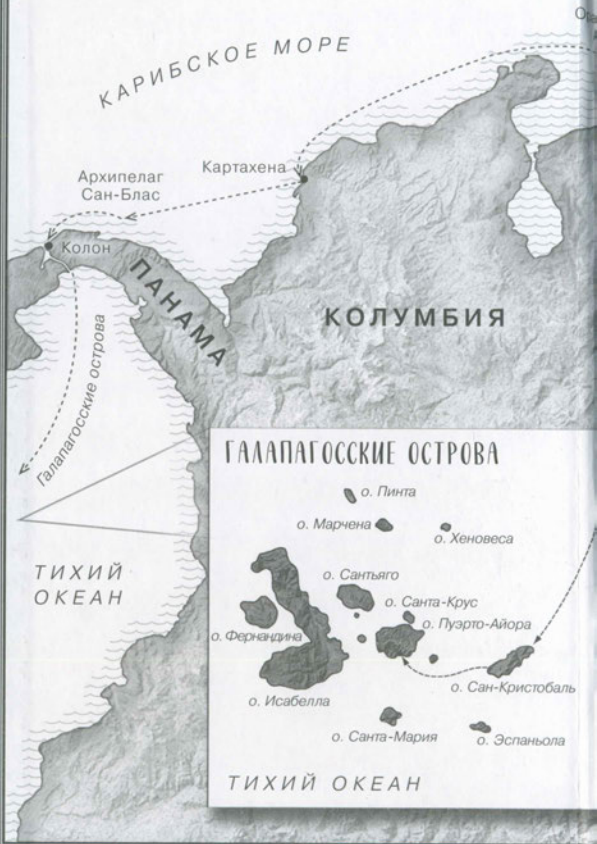 КАРИБСКОЕ МОРЕ
Картахена
Архипелаг
Сан-Блас
Колон
ПАНАМА
КОЛУМБИЯ
Галапагосские острова
ТИХИЙ
ОКЕАН
ГАЛАПАГОССКИЕ ОСТРОВА
о. Пинта
о. Марчена
о. Хеновеса
о. Сантьяго
о. Санта-Крус
о. Пуэрто-Айора
о. Фернандина
о. Сан-Кристобаль
о. Исабелла
о. Санта-Мария
о. Эспаньола
ТИХИЙ ОКЕАН